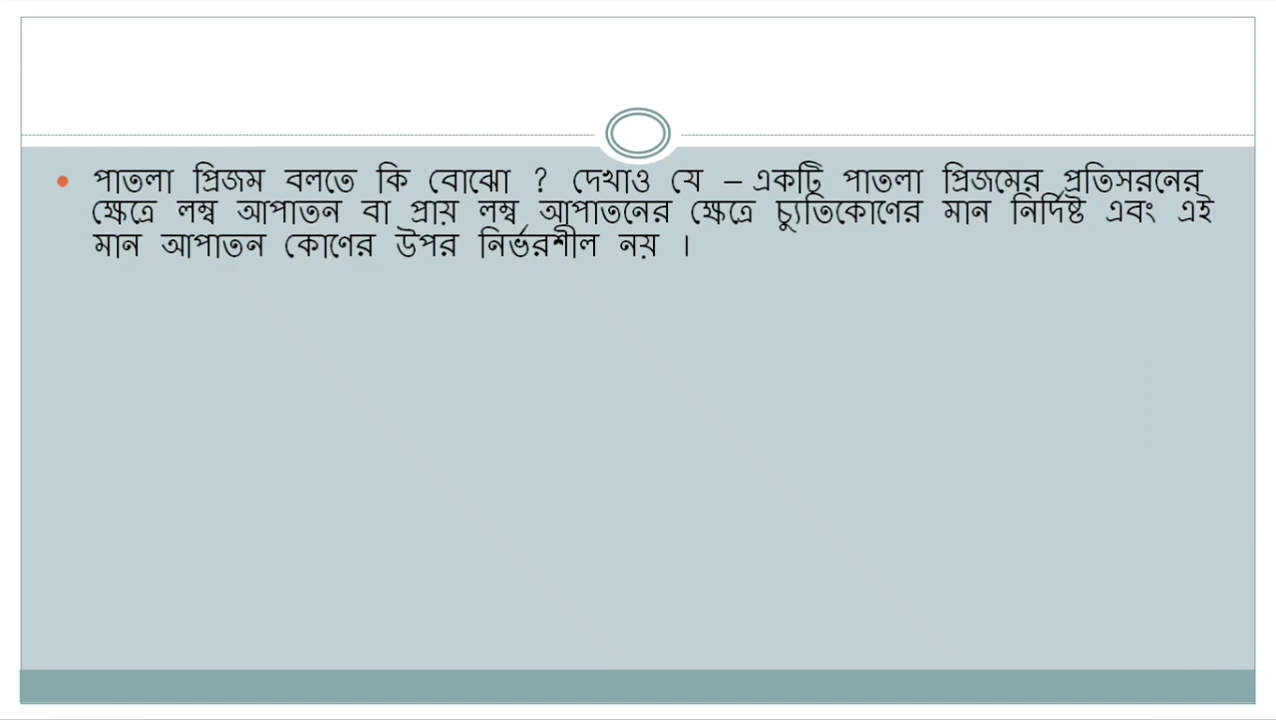 পাতলা প্রিজম বলতে কি বোঝো ? দেখাও যে – একটি পাতলা প্রিজমের প্রতিসরনের
ক্ষেত্রে লম্ব আপাতন বা প্রায় লম্ব আপাতনের ক্ষেত্রে চ্যুতিকোণের মান নির্দিষ্ট এবং এই
মান আপাতন কোণের উপর নির্ভরশীল নয় ।